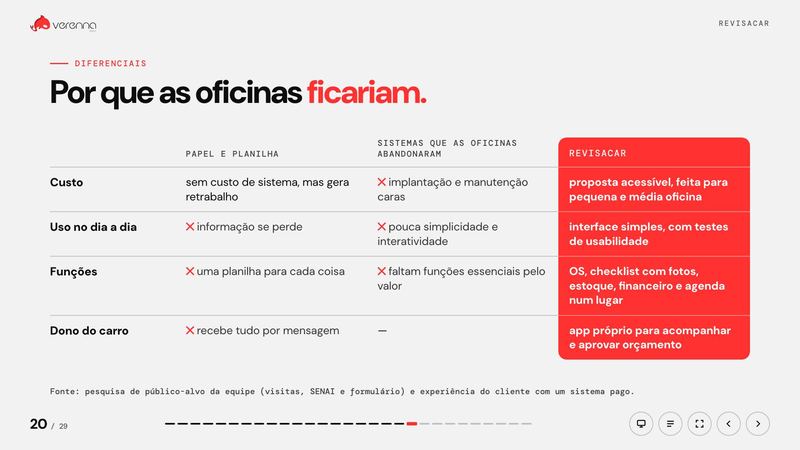 verenna
REVISACAR
DIFERENCIAIS
Por que as oficinas ficariam.
PAPEL E PLANILHA
SISTEMAS QUE AS OFICINAS
ABANDONARAM
REVISACAR
Custo
sem custo de sistema, mas gera
retrabalho
✕ implantação e manutenção
caras
proposta acessível, feita para
pequena e média oficina
Uso no dia a dia
✕ informação se perde
✕ pouca simplicidade e
interatividade
interface simples, com testes
de usabilidade
Funções
✕ uma planilha para cada coisa
✕ faltam funções essenciais pelo
valor
OS, checklist com fotos,
estoque, financeiro e agenda
num lugar
Dono do carro
✕ recebe tudo por mensagem
—
app próprio para acompanhar
e aprovar orçamento
Fonte: pesquisa de público-alvo da equipe (visitas, SENAI e formulário) e experiência do cliente com um sistema pago.
20 / 29